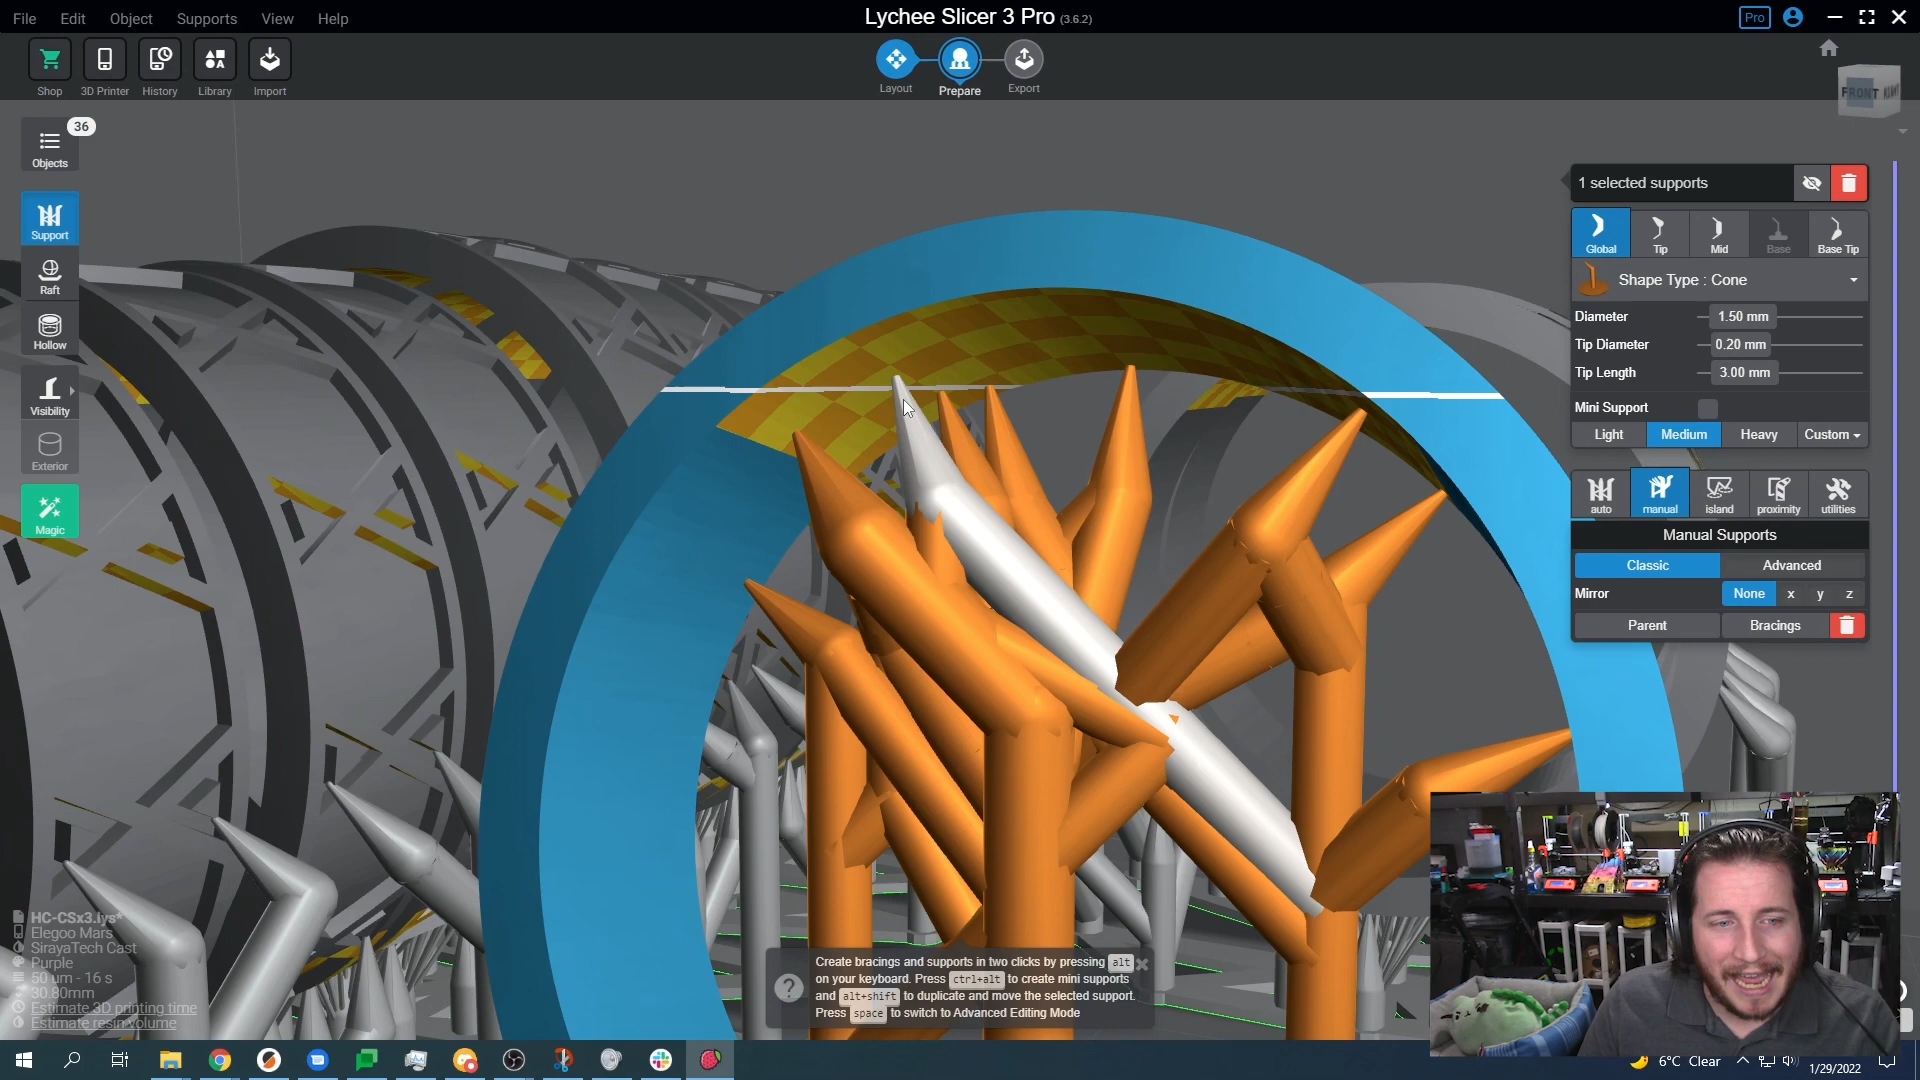 File Edit Object Supports View Help
Lychee Slicer 3 Pro (3.6.2)
Pro
Shop 3D Printer History Library Import
Layout Prepare Export
FRONT
36
Objects
Support
Raft
Hollow
Visibility
Exterior
Magic
1 selected supports
Global Tip Mid Base Base Tip
Shape Type : Cone
Diameter 1.50 mm
Tip Diameter 0.20 mm
Tip Length 3.00 mm
Mini Support
Light Medium Heavy Custom
auto manual island proximity utilities
Manual Supports
Classic Advanced
Mirror None x y z
Parent Bracings
HC-CSx3.lys*
Elegoo Mars
SirayaTech Cast
Purple
50 um - 16 s
30.80mm
Estimate 3D printing time
Estimate resin volume
Create bracings and supports in two clicks by pressing alt
on your keyboard. Press ctrl+alt to create mini supports
and alt+shift to duplicate and move the selected support.
Press space to switch to Advanced Editing Mode
6°C Clear
1/29/2022